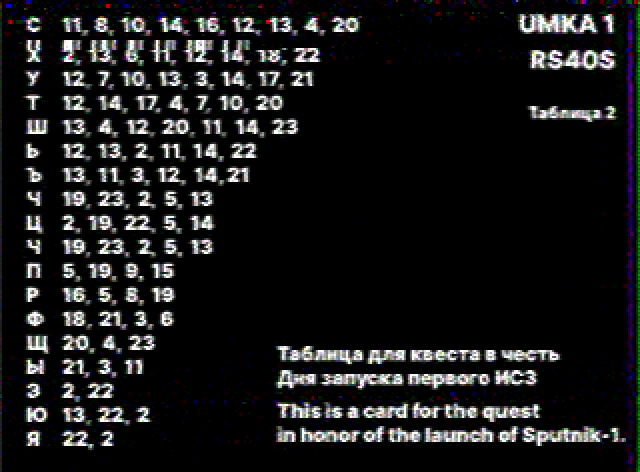 С 11, 8, 10, 14, 16, 12, 13, 4, 20
Х 2, 13, 6, 11, 12, 14, 18, 22
У 12, 7, 10, 13, 3, 14, 17, 21
Т 12, 14, 17, 4, 7, 10, 20
Ш 13, 4, 12, 20, 11, 14, 23
Ь 12, 13, 2, 11, 14, 22
Ъ 13, 11, 3, 12, 14, 21
Ч 19, 23, 2, 5, 13
Ц 2, 19, 22, 5, 14
Ч 19, 23, 2, 5, 13
П 5, 19, 9, 15
Р 16, 5, 8, 19
Ф 18, 21, 3, 6
Щ 20, 4, 23
Ы 21, 3, 11
Э 2, 22
Ю 13, 22, 2
Я 22, 2
UMKA 1
RS40S
Таблица 2
Таблица для квеста в честь
Дня запуска первого ИСЗ
This is a card for the quest
in honor of the launch of Sputnik-1.